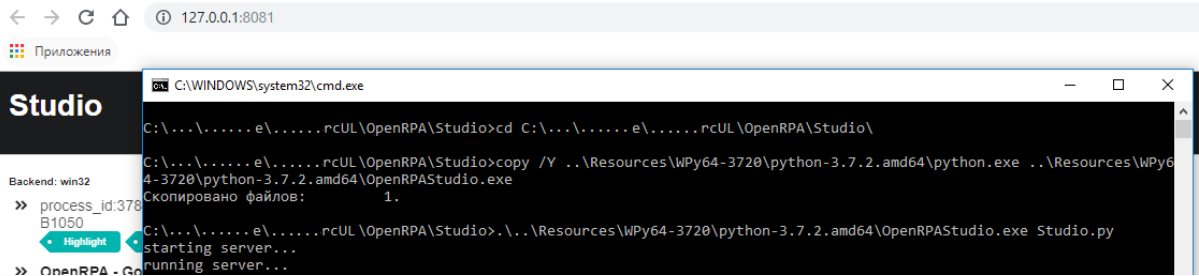 127.0.0.1:8081
Приложения
Studio
C:\WINDOWS\system32\cmd.exe
C:\...\......e\......rcUL\OpenRPA\Studio>cd C:\...\......e\......rcUL\OpenRPA\Studio\
C:\...\......e\......rcUL\OpenRPA\Studio>copy /Y ..\Resources\WPy64-3720\python-3.7.2.amd64\python.exe ..\Resources\WPy6
4-3720\python-3.7.2.amd64\OpenRPAStudio.exe
Скопировано файлов: 1.
C:\...\......e\......rcUL\OpenRPA\Studio>.\..\Resources\WPy64-3720\python-3.7.2.amd64\OpenRPAStudio.exe Studio.py
starting server...
running server...
Backend: win32
process_id:378
B1050
Highlight
OpenRPA - Go